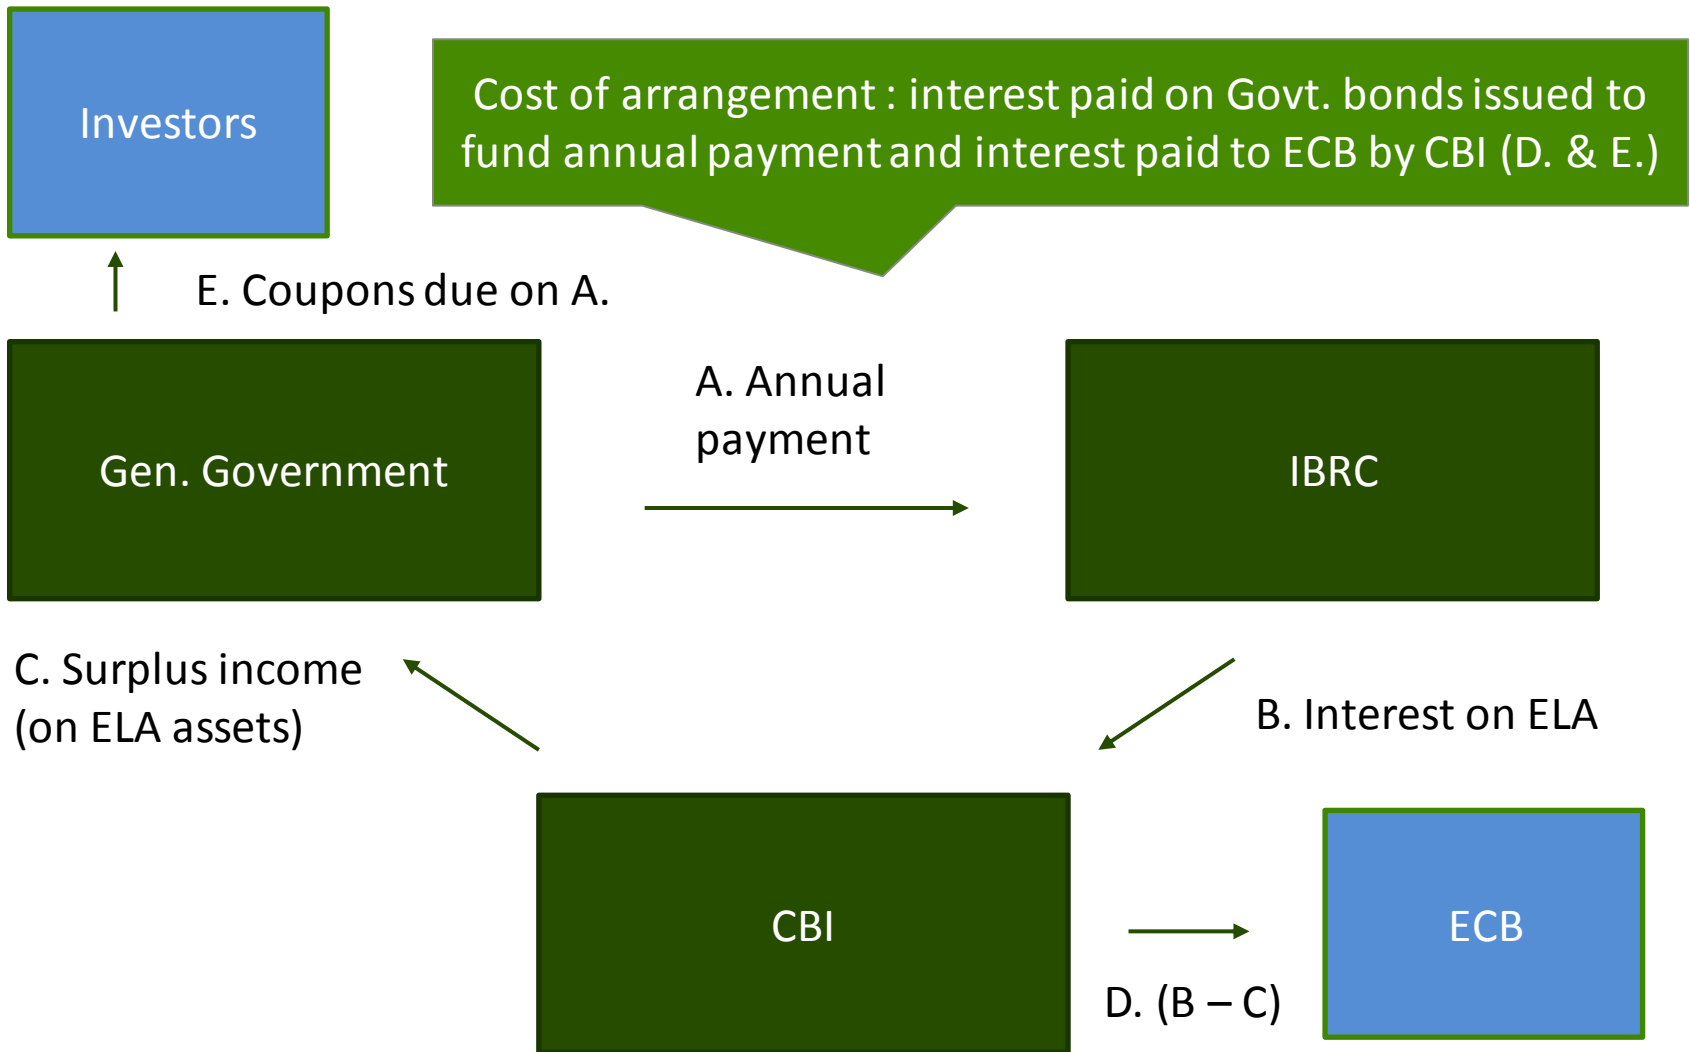 Investors
Cost of arrangement : interest paid on Govt. bonds issued to
fund annual payment and interest paid to ECB by CBI (D. & E.)
E. Coupons due on A.
A. Annual
payment
Gen. Government
IBRC
C. Surplus income
(on ELA assets)
B. Interest on ELA
CBI
ECB
D. (B – C)